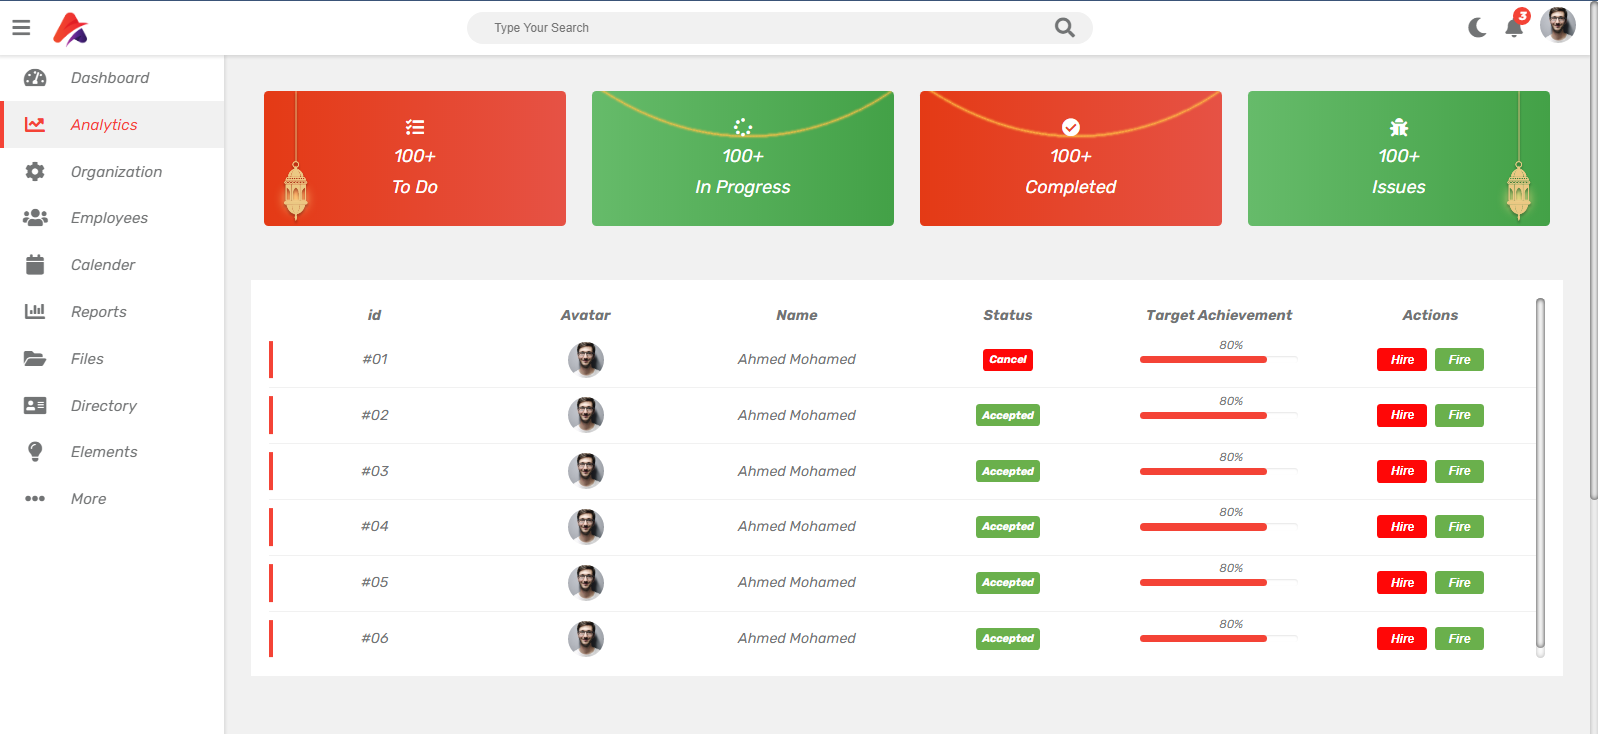 Type Your Search
3
Dashboard
Analytics
Organization
Employees
Calender
Reports
Files
Directory
Elements
More
100+
To Do
100+
In Progress
100+
Completed
100+
Issues
id Avatar Name Status Target Achievement Actions
#01 Ahmed Mohamed Cancel 80% Hire Fire
#02 Ahmed Mohamed Accepted 80% Hire Fire
#03 Ahmed Mohamed Accepted 80% Hire Fire
#04 Ahmed Mohamed Accepted 80% Hire Fire
#05 Ahmed Mohamed Accepted 80% Hire Fire
#06 Ahmed Mohamed Accepted 80% Hire Fire